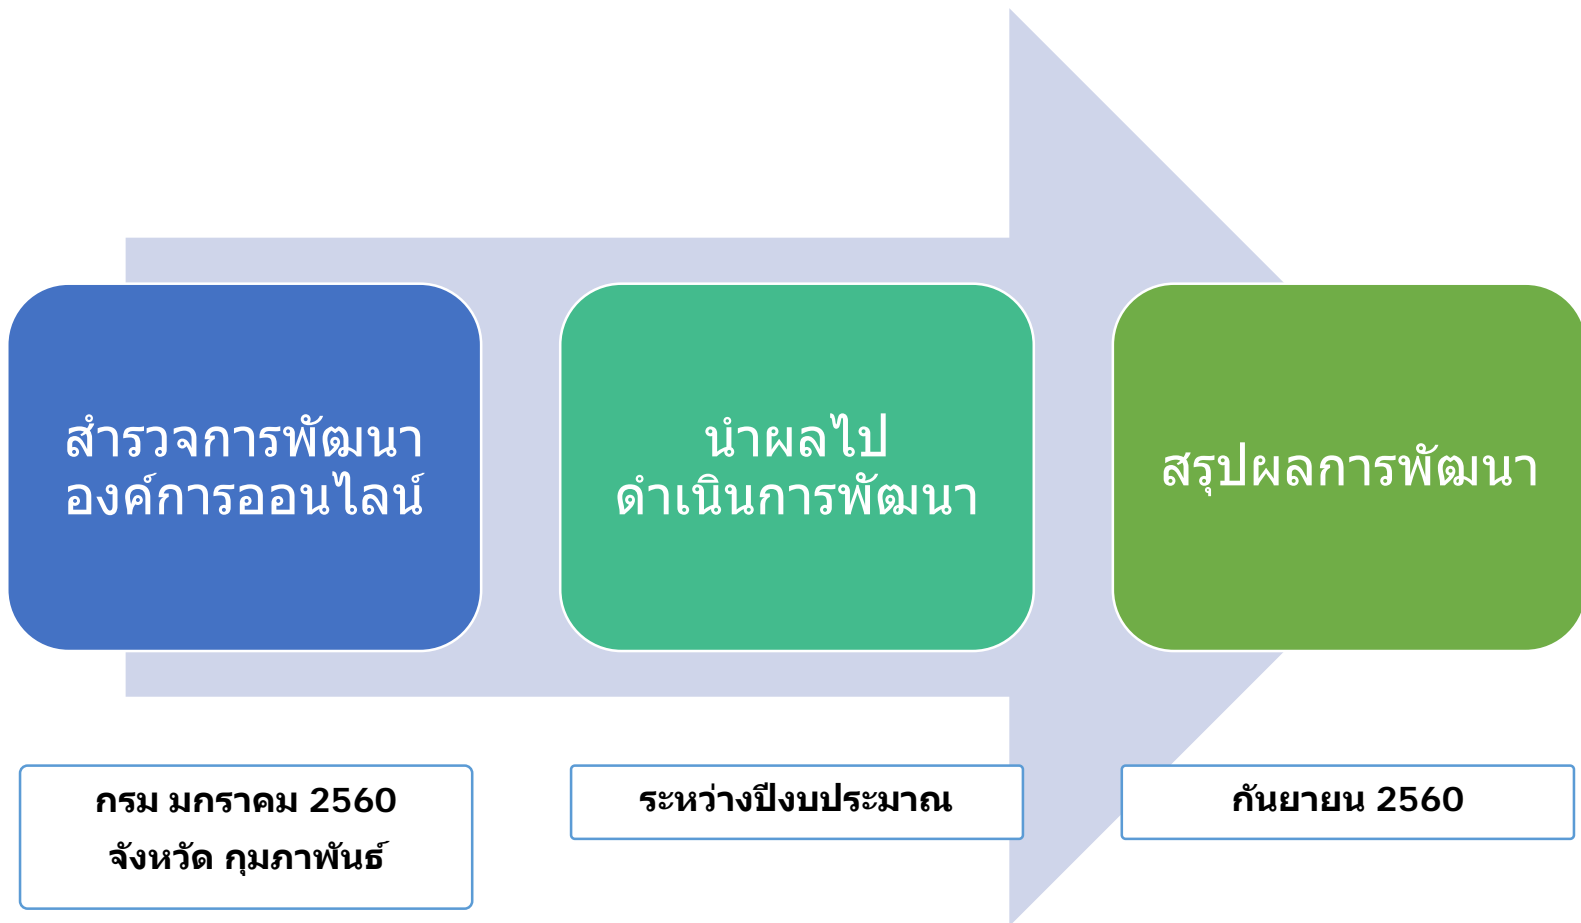 สำรวจการพัฒนา
องค์การออนไลน์
นำผลไป
ดำเนินการพัฒนา
สรุปผลการพัฒนา
กรม มกราคม 2560
จังหวัด กุมภาพันธ์
ระหว่างปีงบประมาณ
กันยายน 2560